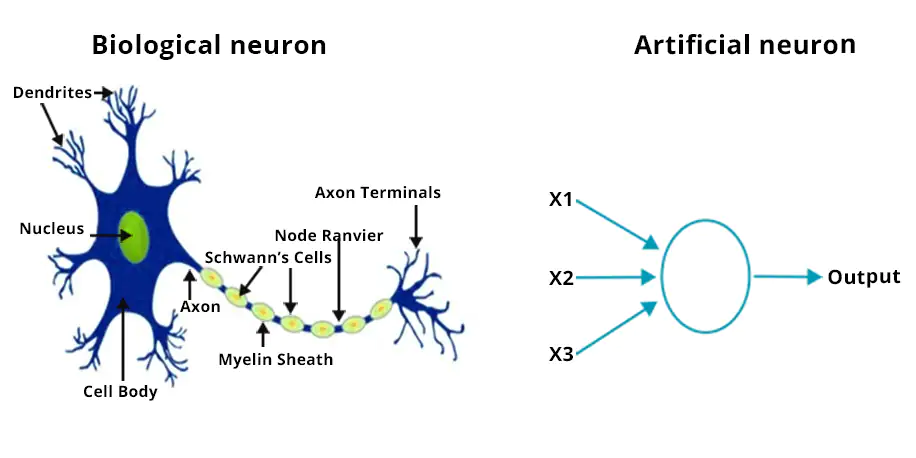 Biological neuron
Artificial neuron
Dendrites
Axon Terminals
X1
Nucleus
Node Ranvier
Schwann's Cells
X2
Output
Axon
X3
Myelin Sheath
Cell Body